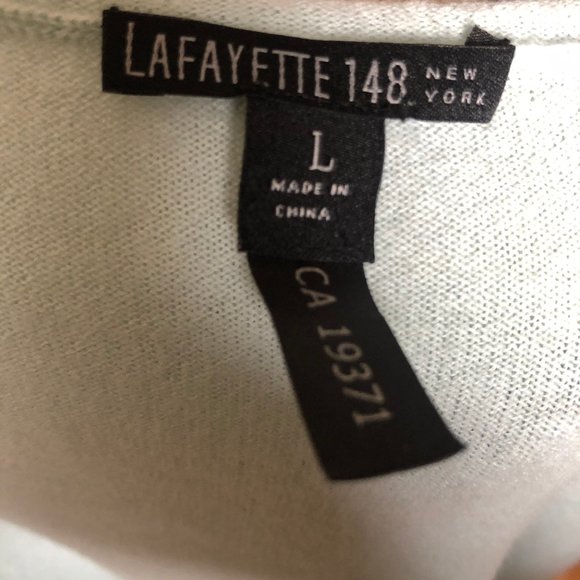 LAFAYETTE 148 NEW YORK
L
MADE IN
CHINA
CA 19371